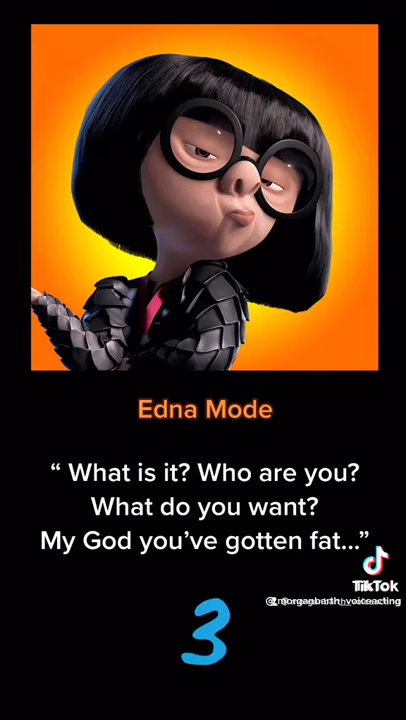 Edna Mode
“ What is it? Who are you?
What do you want?
My God you’ve gotten fat...”
TikTok
3